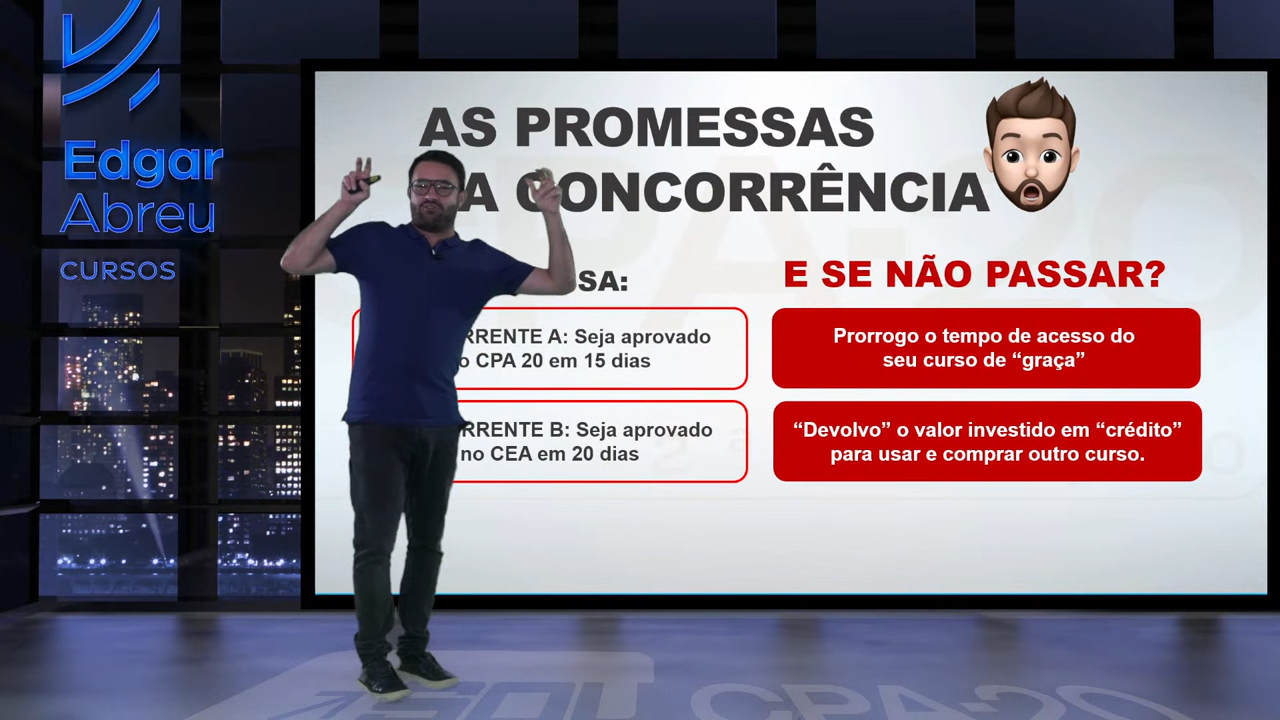 Edgar
Abreu
CURSOS
AS PROMESSAS
A CONCORRÊNCIA
SA:
E SE NÃO PASSAR?
RRENTE A: Seja aprovado
o CPA 20 em 15 dias
Prorrogo o tempo de acesso do
seu curso de “graça”
RRENTE B: Seja aprovado
no CEA em 20 dias
“Devolvo” o valor investido em “crédito”
para usar e comprar outro curso.
CPA-20